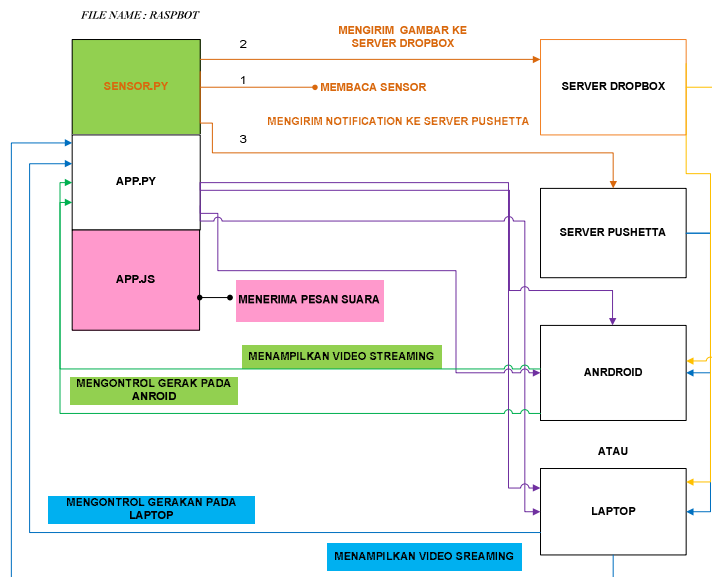 FILE NAME : RASPBOT
2
MENGIRIM GAMBAR KE
SERVER DROPBOX
SENSOR.PY
1
MEMBACA SENSOR
SERVER DROPBOX
3
MENGIRIM NOTIFICATION KE SERVER PUSHETTA
APP.PY
SERVER PUSHETTA
APP.JS
MENERIMA PESAN SUARA
MENAMPILKAN VIDEO STREAMING
ANRDROID
MENGONTROL GERAK PADA
ANROID
ATAU
MENGONTROL GERAKAN PADA
LAPTOP
LAPTOP
MENAMPILKAN VIDEO SREAMING